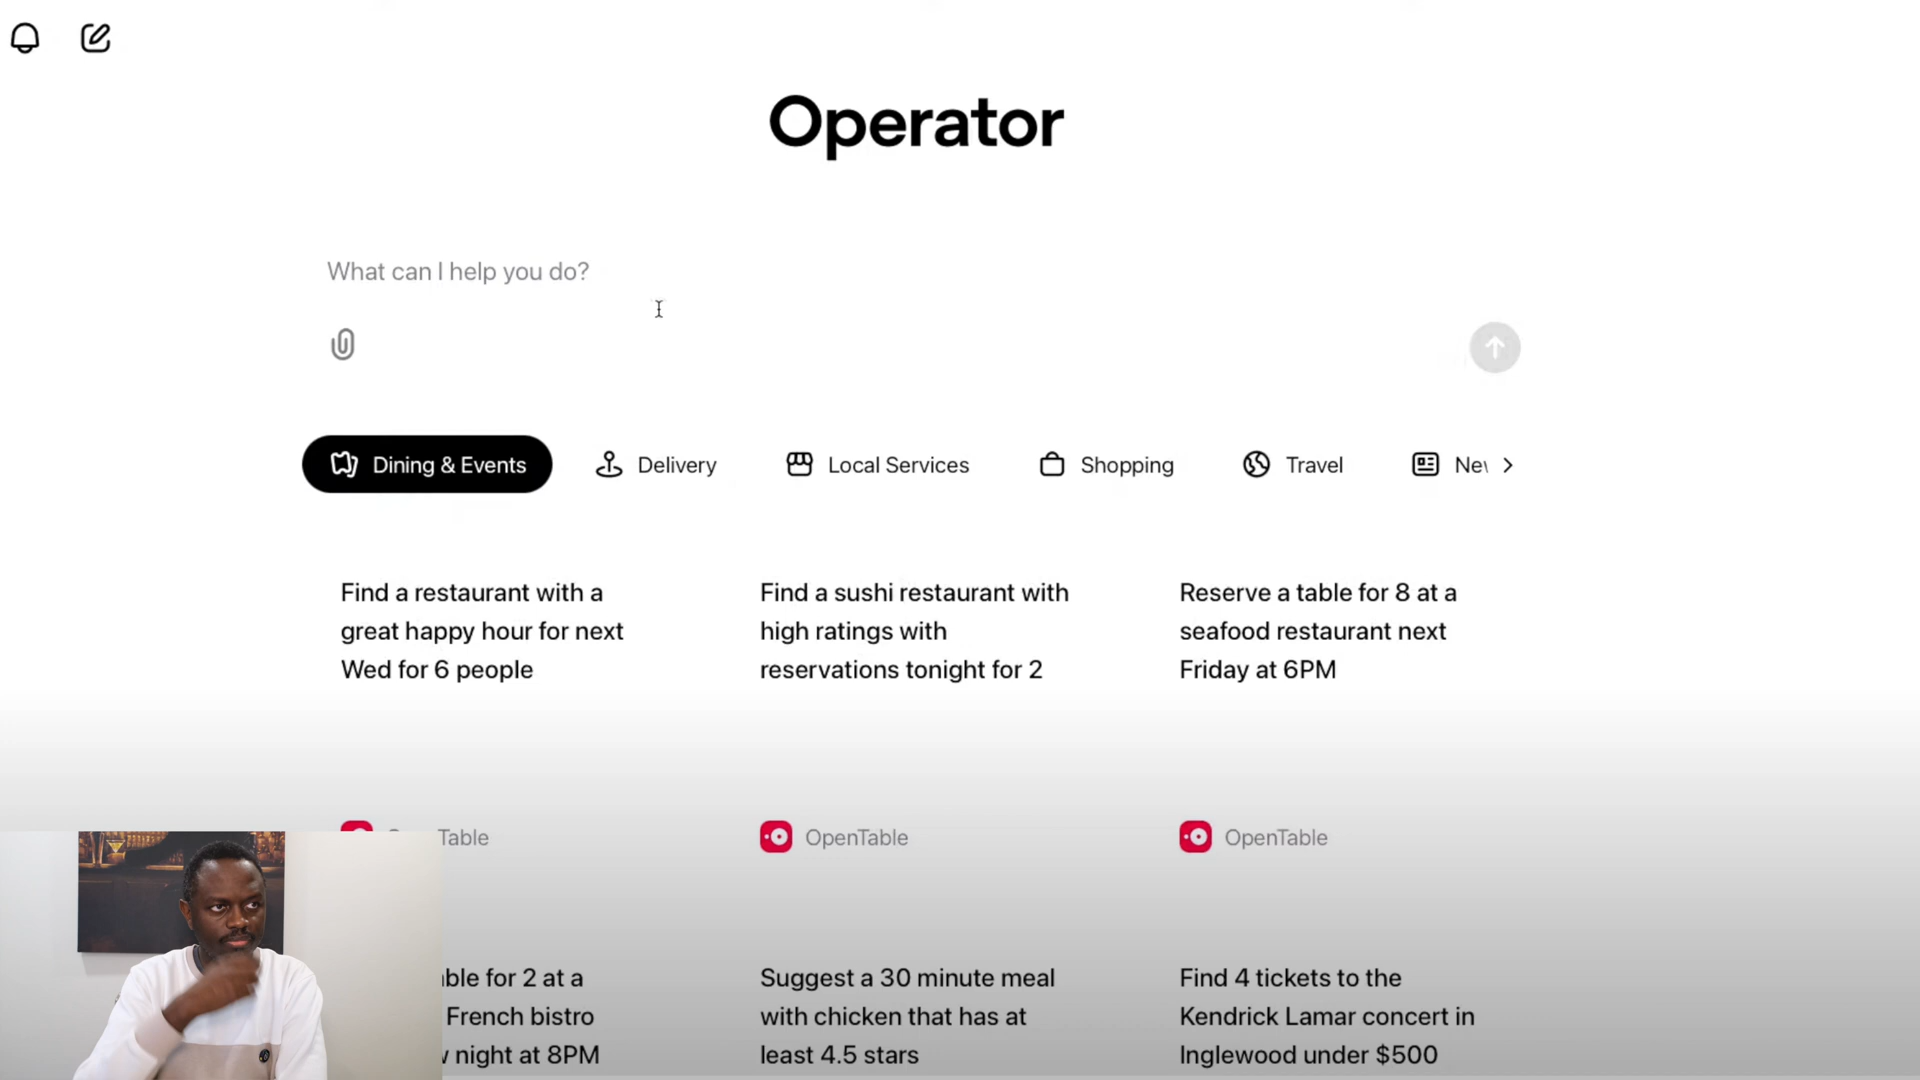 Operator
What can I help you do?
Dining & Events
Delivery
Local Services
Shopping
Travel
Find a restaurant with a
great happy hour for next
Wed for 6 people
Find a sushi restaurant with
high ratings with
reservations tonight for 2
Reserve a table for 8 at a
seafood restaurant next
Friday at 6PM
Table
OpenTable
OpenTable
for 2 at a
French bistro
night at 8PM
Suggest a 30 minute meal
with chicken that has at
least 4.5 stars
Find 4 tickets to the
Kendrick Lamar concert in
Inglewood under $500